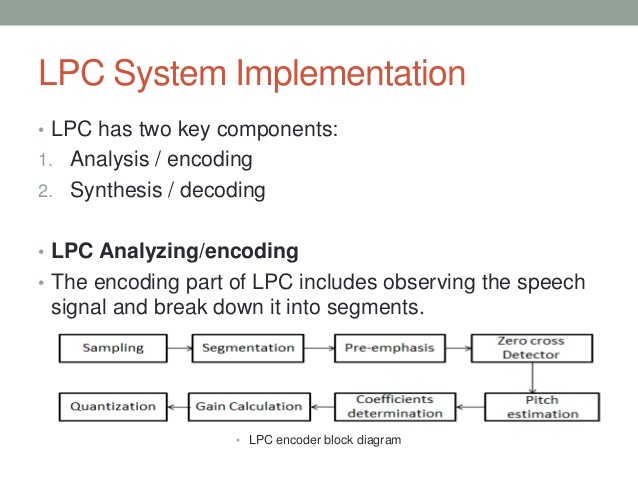 LPC System Implementation
• LPC has two key components:
1. Analysis / encoding
2. Synthesis / decoding
• LPC Analyzing/encoding
• The encoding part of LPC includes observing the speech
signal and break down it into segments.
Sampling
Segmentation
Pre-emphasis
Zero cross
Detector
Pitch
estimation
Coefficients
determination
Gain Calculation
Quantization
• LPC encoder block diagram